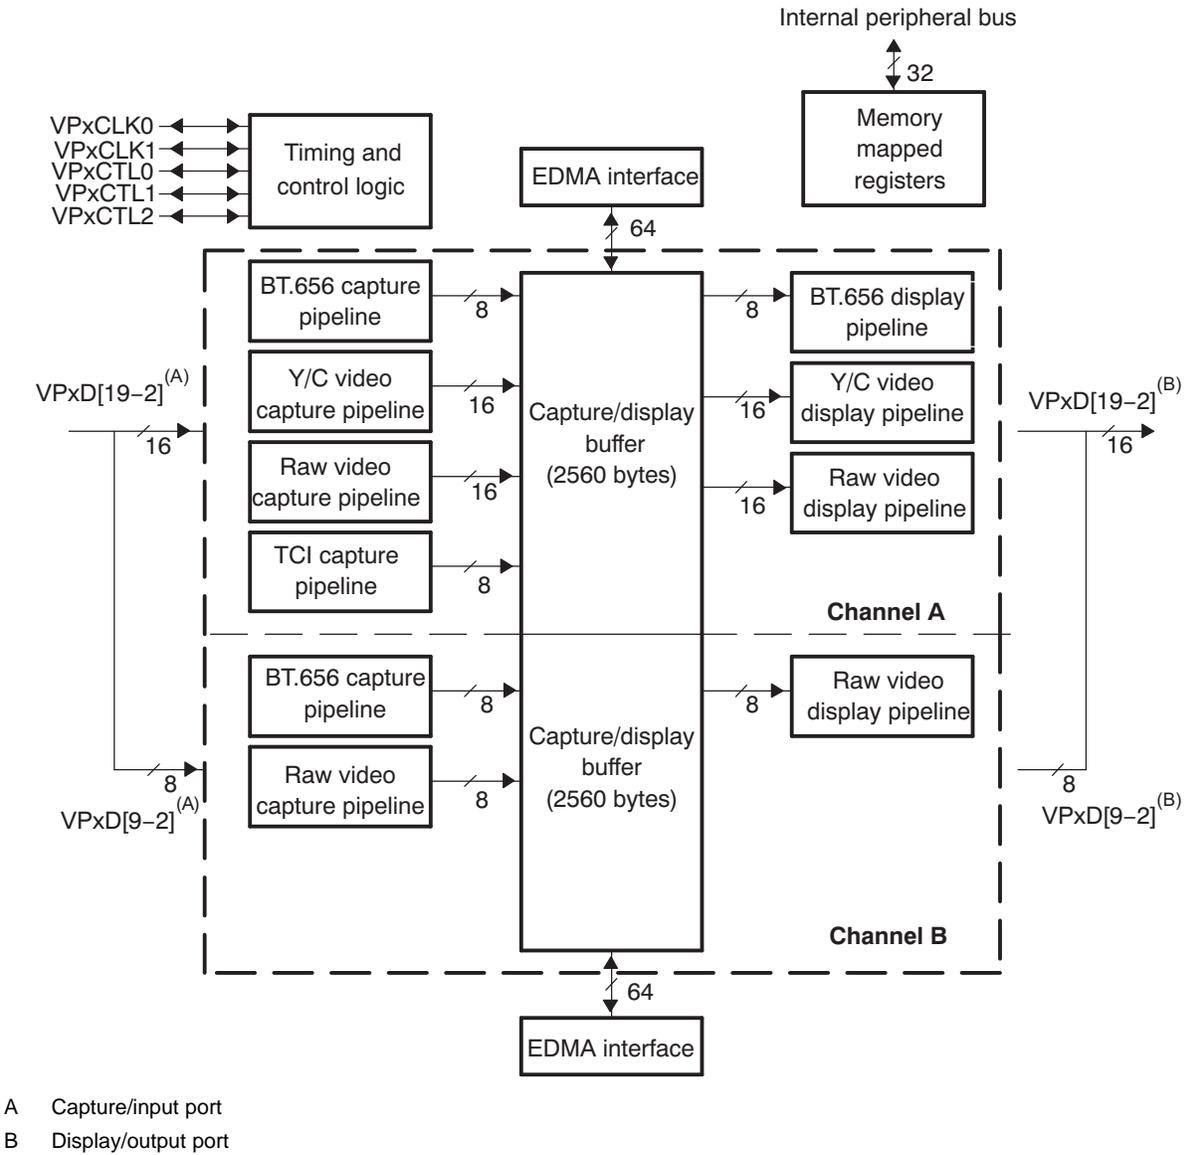 Internal peripheral bus
32
Memory
mapped
registers
VPxCLK0
VPxCLK1
VPxCTL0
VPxCTL1
VPxCTL2
Timing and
control logic
EDMA interface
64
BT.656 capture
pipeline
8
Y/C video
capture pipeline
16
Raw video
capture pipeline
16
TCI capture
pipeline
8
VPxD[19−2](A)
16
Capture/display
buffer
(2560 bytes)
8
BT.656 display
pipeline
16
Y/C video
display pipeline
16
Raw video
display pipeline
VPxD[19−2](B)
16
Channel A
BT.656 capture
pipeline
8
Raw video
capture pipeline
8
8
VPxD[9−2](A)
Capture/display
buffer
(2560 bytes)
8
Raw video
display pipeline
8
VPxD[9−2](B)
Channel B
64
EDMA interface
A Capture/input port
B Display/output port